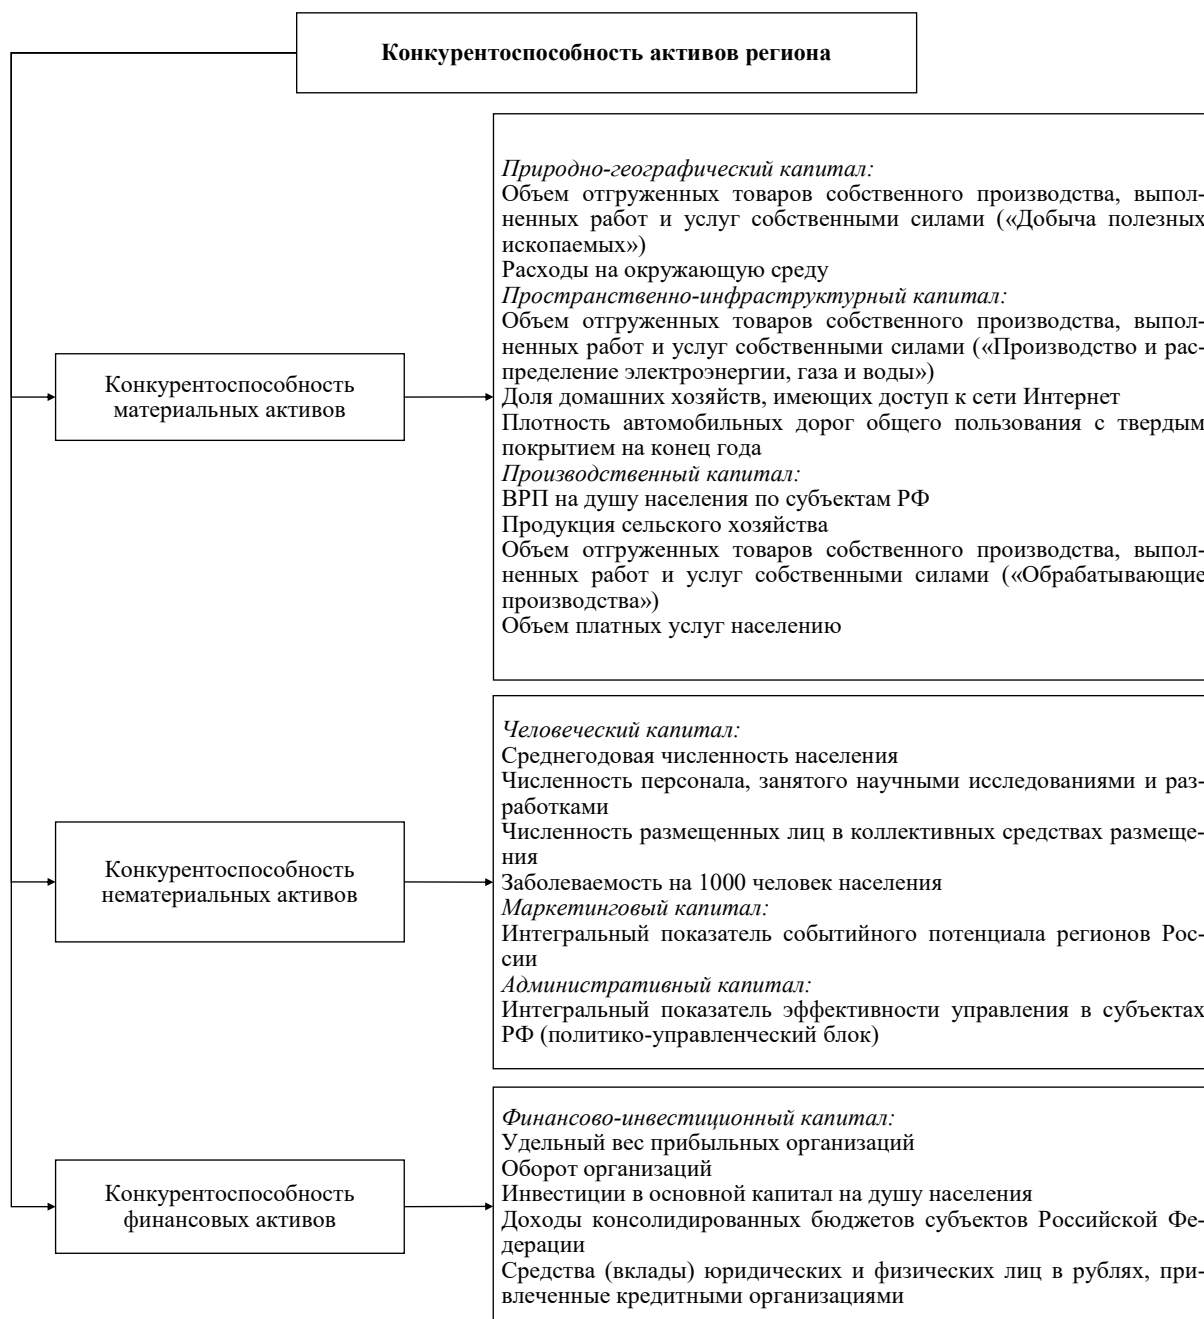 Конкурентоспособность активов региона
Природно-географический капитал:
Объем отгруженных товаров собственного производства, выпол-
ненных работ и услуг собственными силами («Добыча полезных
ископаемых»)
Расходы на окружающую среду
Пространственно-инфраструктурный капитал:
Объем отгруженных товаров собственного производства, выпол-
ненных работ и услуг собственными силами («Производство и рас-
пределение электроэнергии, газа и воды»)
Доля домашних хозяйств, имеющих доступ к сети Интернет
Плотность автомобильных дорог общего пользования с твердым
покрытием на конец года
Производственный капитал:
ВРП на душу населения по субъектам РФ
Продукция сельского хозяйства
Объем отгруженных товаров собственного производства, выпол-
ненных работ и услуг собственными силами («Обрабатывающие
производства»)
Объем платных услуг населению
Конкурентоспособность
материальных активов
Человеческий капитал:
Среднегодовая численность населения
Численность персонала, занятого научными исследованиями и раз-
работками
Численность размещенных лиц в коллективных средствах размеще-
ния
Заболеваемость на 1000 человек населения
Маркетинговый капитал:
Интегральный показатель событийного потенциала регионов Рос-
сии
Административный капитал:
Интегральный показатель эффективности управления в субъектах
РФ (политико-управленческий блок)
Конкурентоспособность
нематериальных активов
Финансово-инвестиционный капитал:
Удельный вес прибыльных организаций
Оборот организаций
Инвестиции в основной капитал на душу населения
Доходы консолидированных бюджетов субъектов Российской Фе-
дерации
Средства (вклады) юридических и физических лиц в рублях, при-
влеченные кредитными организациями
Конкурентоспособность
финансовых активов